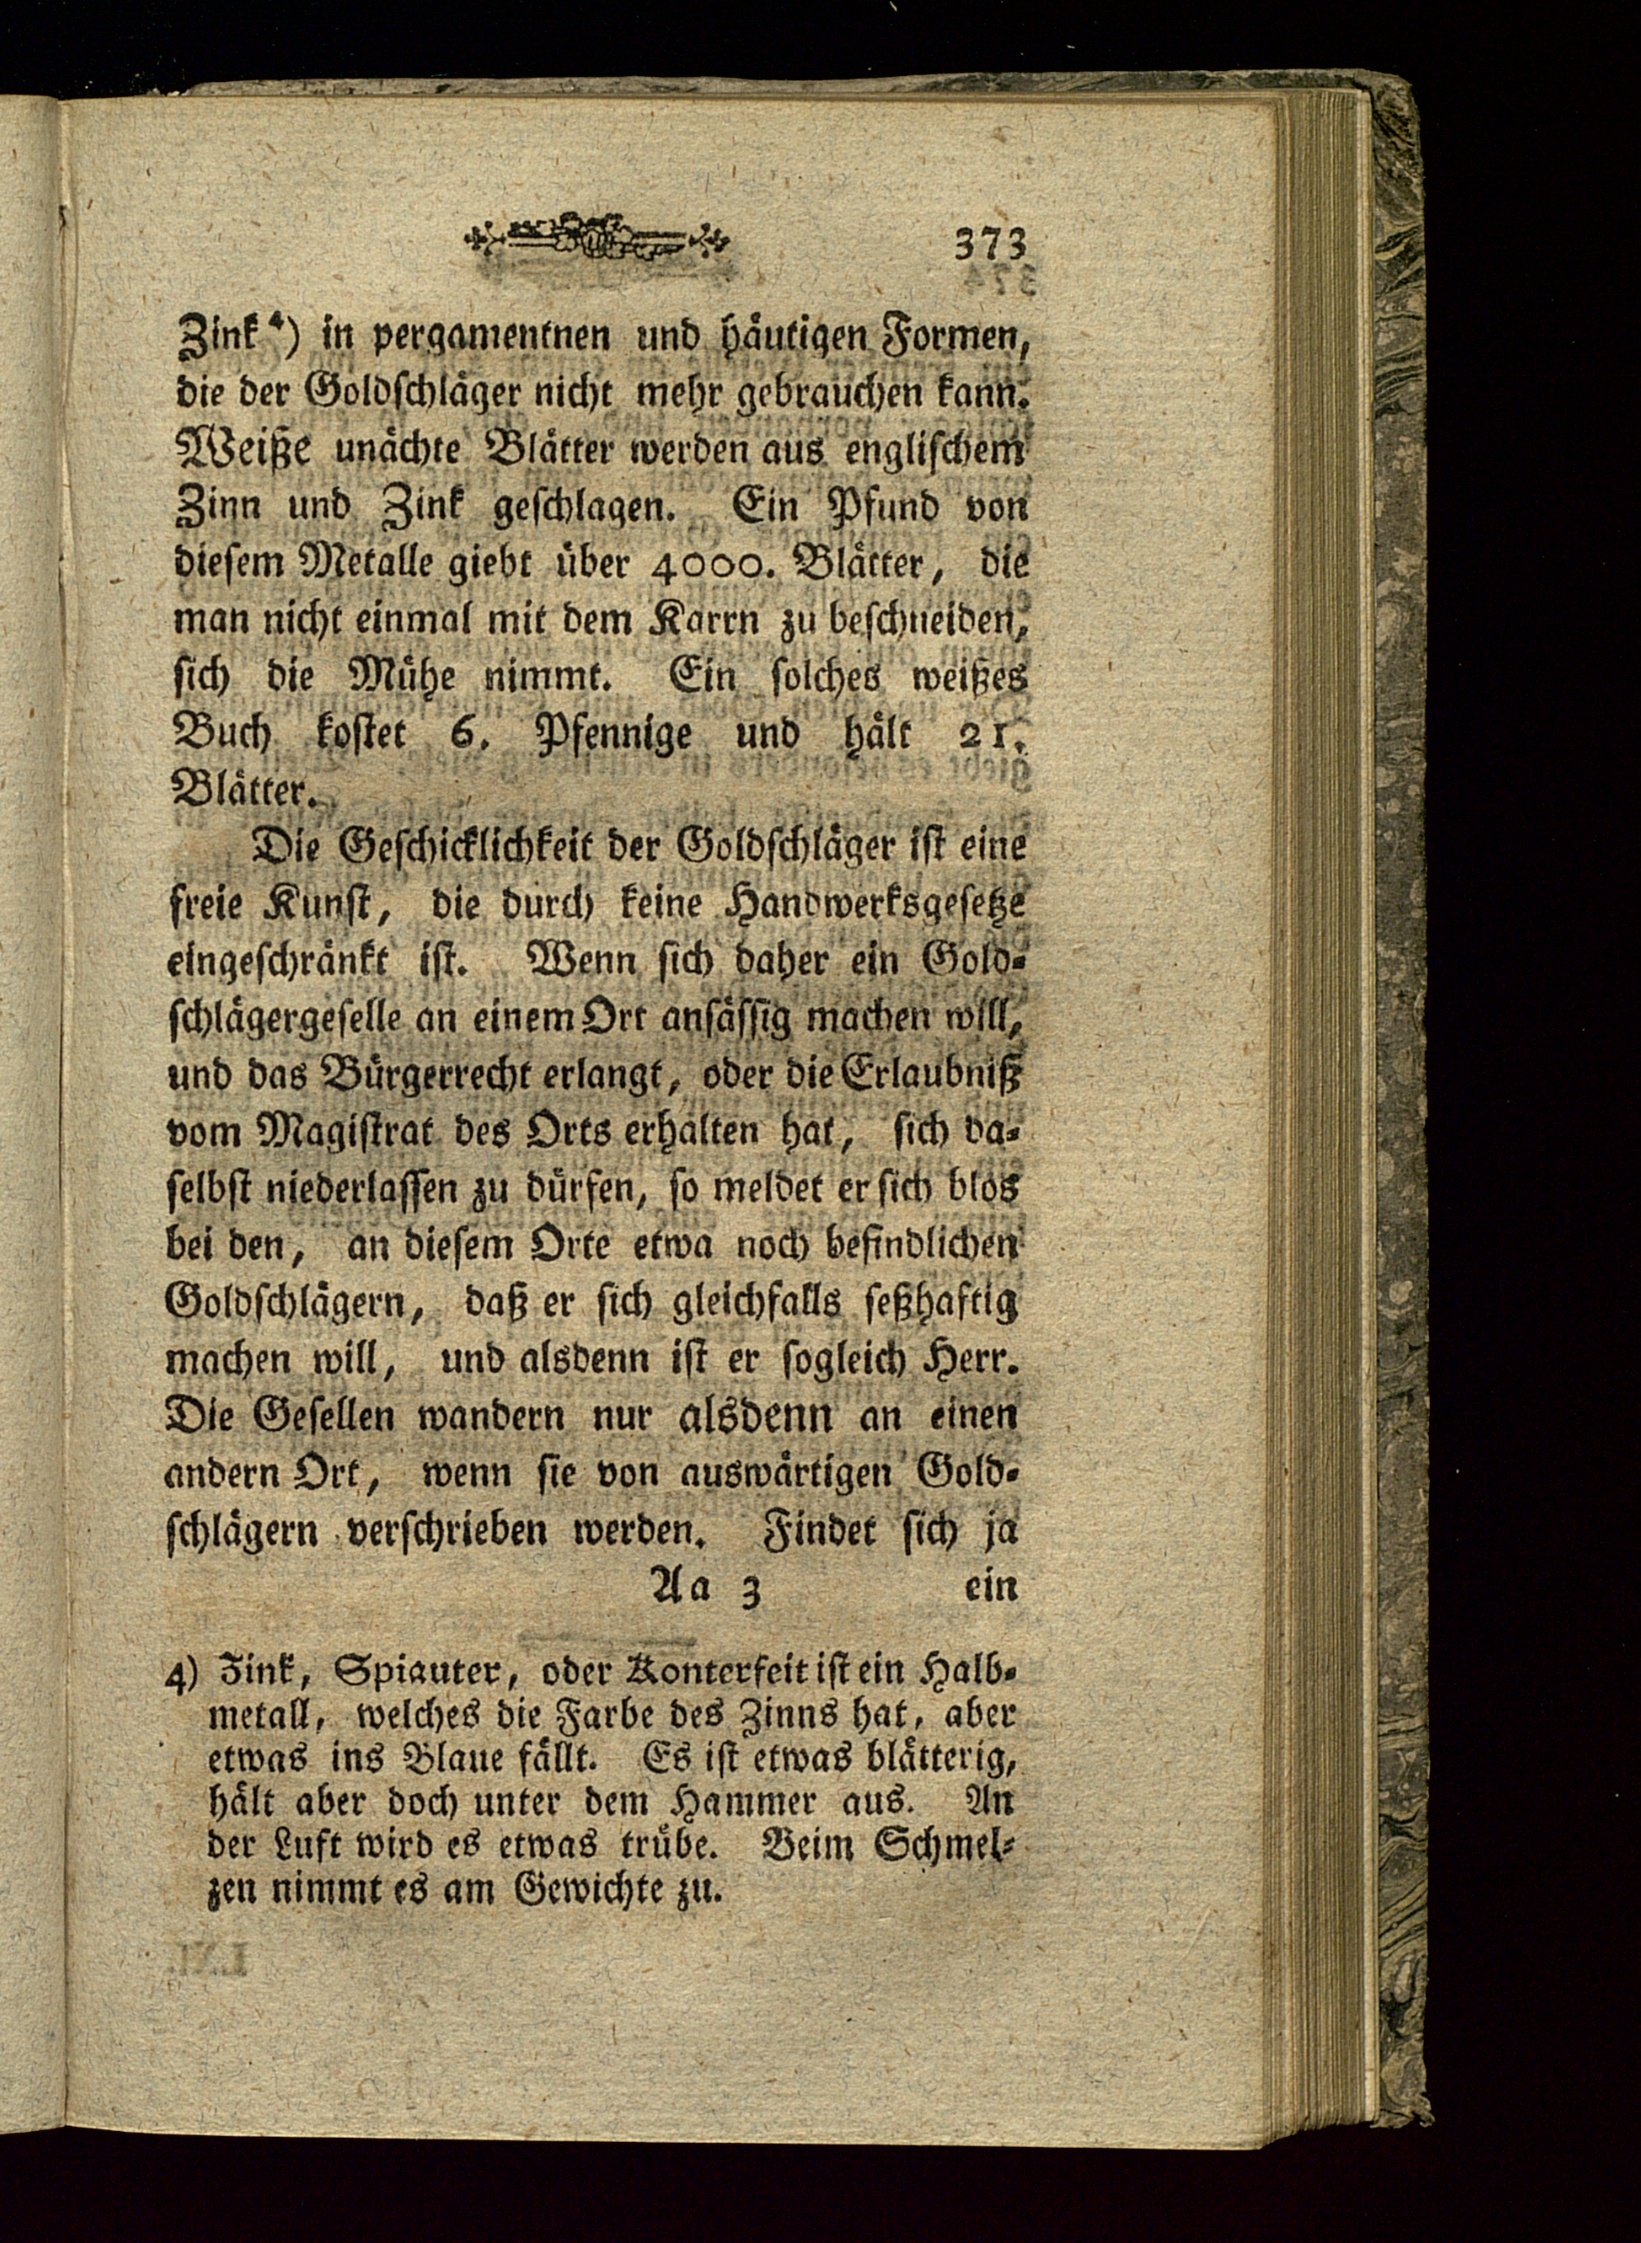 373
Zink⁴) in pergamentnen und häutigen Formen,
die der Goldschläger nicht mehr gebrauchen kann.
Weiße unächte Blätter werden aus englischem
Zinn und Zink geschlagen. Ein Pfund von
diesem Metalle giebt über 4000. Blätter, die
man nicht einmal mit dem Karrn zu beschneiden,
sich die Mühe nimmt. Ein solches weißes
Buch kostet 6. Pfennige und hält 21.
Blätter.
Die Geschicklichkeit der Goldschläger ist eine
freie Kunst, die durch keine Handwerksgesetze
eingeschränkt ist. Wenn sich daher ein Gold-
schlägergeselle an einem Ort ansässig machen will,
und das Bürgerrecht erlangt, oder die Erlaubniß
vom Magistrat des Orts erhalten hat, sich da-
selbst niederlassen zu dürfen, so meldet er sich blos
bei den, an diesem Orte etwa noch befindlichen
Goldschlägern, daß er sich gleichfalls seßhaftig
machen will, und alsdenn ist er sogleich Herr.
Die Gesellen wandern nur alsdenn an einen
andern Ort, wenn sie von auswärtigen Gold-
schlägern verschrieben werden. Findet sich ja
Aa 3 ein
4) Zink, Spiauter, oder Konterfeit ist ein Halb-
metall, welches die Farbe des Zinns hat, aber
etwas ins Blaue fällt. Es ist etwas blätterig,
hält aber doch unter dem Hammer aus. An
der Luft wird es etwas trübe. Beim Schmel-
zen nimmt es am Gewichte zu.